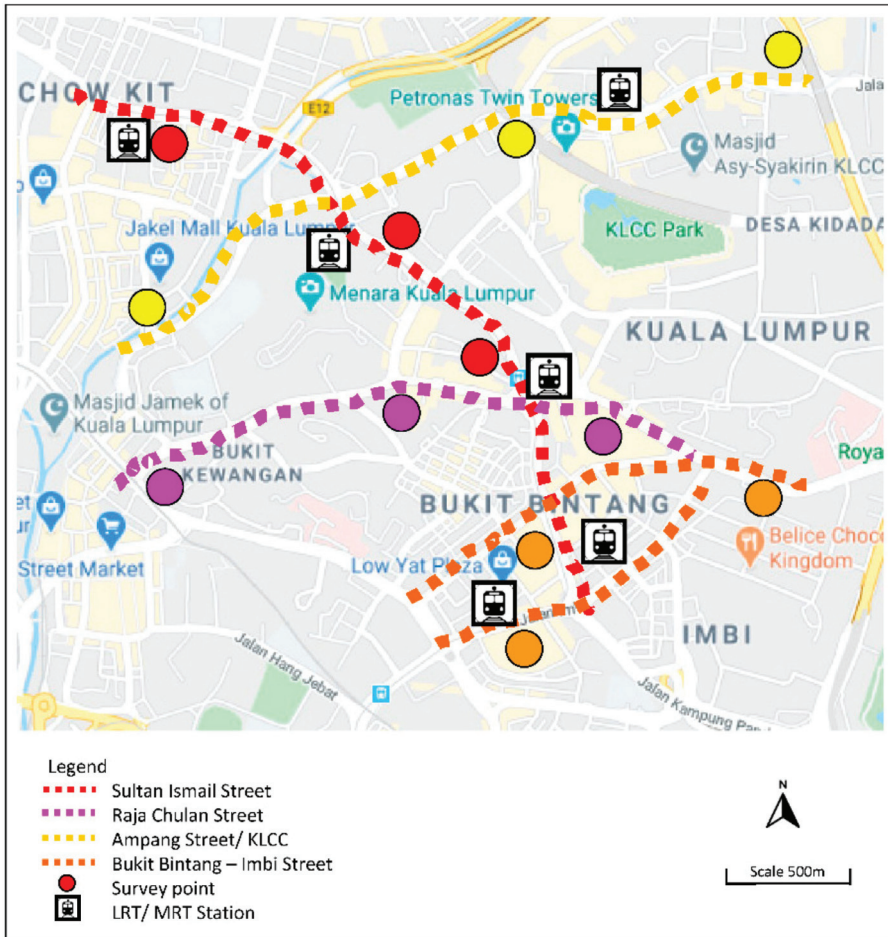 CHOW KIT
E12
Petronas Twin Towers
Jala
Masjid
Asy-Syakirin KLCC
Jakel Mall Kuala Lumpur
KLCC Park
DESA KIDADA
Menara Kuala Lumpur
KUALA LUMPUR
Masjid Jamek of
Kuala Lumpur
BUKIT
KEWANGAN
Roya
BUKIT BINTANG
et
ur
Street Market
Low Yat Plaza
Belice Choco
Kingdom
IMBI
Jalan Hang Jebat
Jalan Kampung Pan
Legend
Sultan Ismail Street
Raja Chulan Street
Ampang Street/ KLCC
Bukit Bintang – Imbi Street
Survey point
LRT/ MRT Station
N
Scale 500m